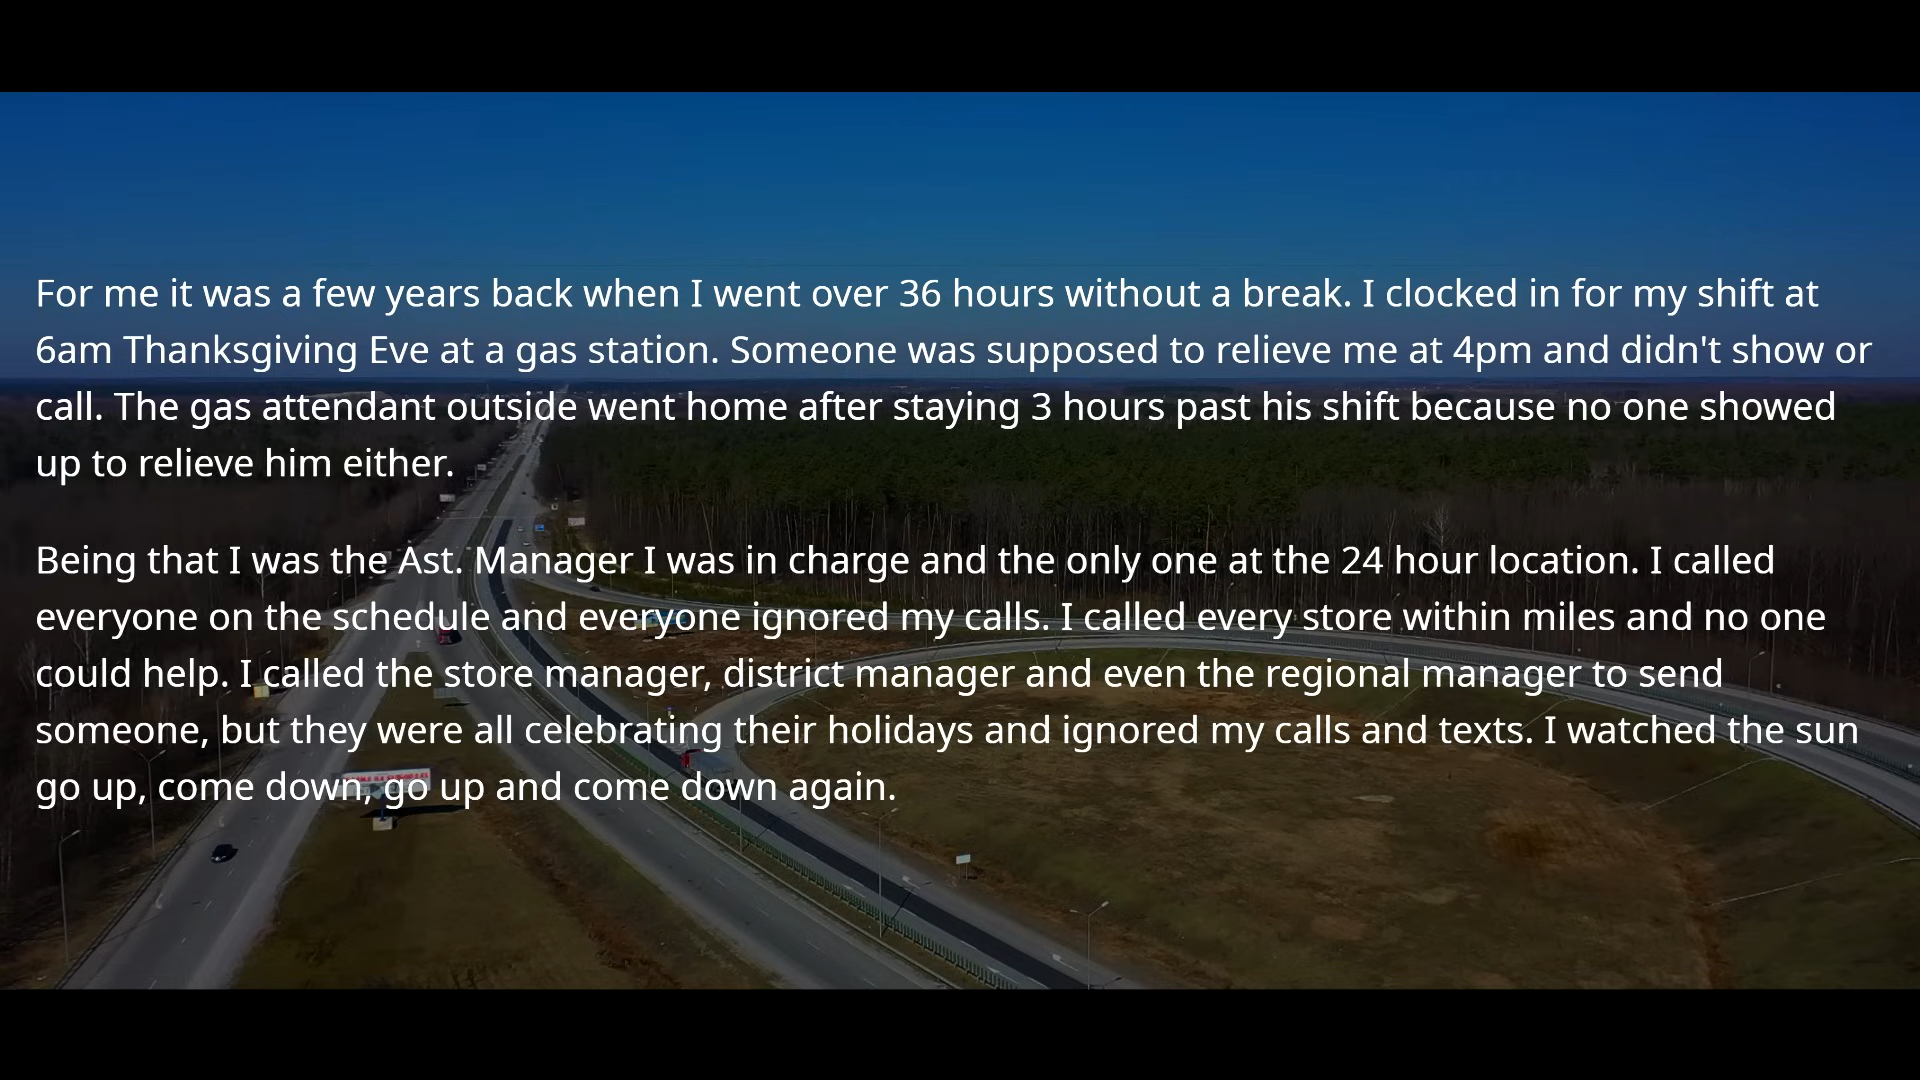 For me it was a few years back when I went over 36 hours without a break. I clocked in for my shift at
6am Thanksgiving Eve at a gas station. Someone was supposed to relieve me at 4pm and didn't show or
call. The gas attendant outside went home after staying 3 hours past his shift because no one showed
up to relieve him either.
Being that I was the Ast. Manager I was in charge and the only one at the 24 hour location. I called
everyone on the schedule and everyone ignored my calls. I called every store within miles and no one
could help. I called the store manager, district manager and even the regional manager to send
someone, but they were all celebrating their holidays and ignored my calls and texts. I watched the sun
go up, come down, go up and come down again.